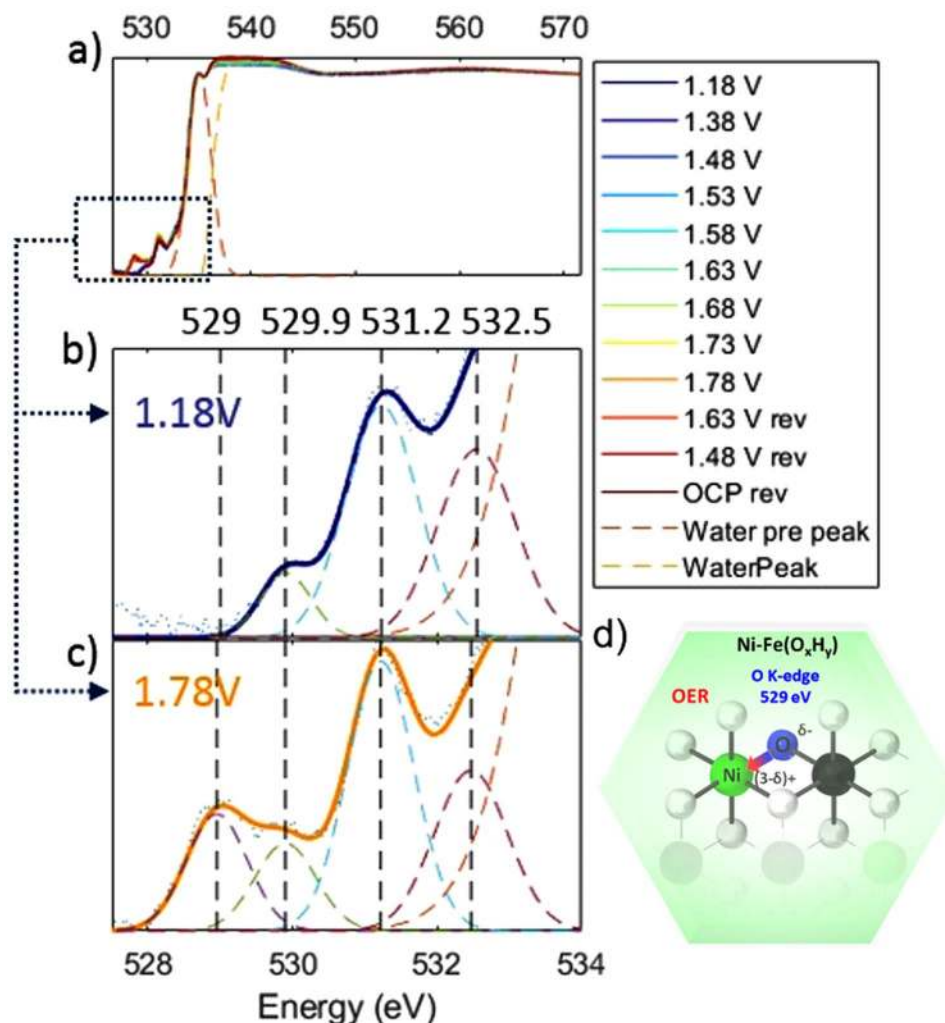 530 540 550 560 570
a)
1.18 V
1.38 V
1.48 V
1.53 V
1.58 V
1.63 V
1.68 V
1.73 V
1.78 V
1.63 V rev
1.48 V rev
OCP rev
Water pre peak
WaterPeak
529 529.9 531.2 532.5
b)
1.18V
c)
1.78V
528 530 532 534
Energy (eV)
d)
Ni-Fe(OxHy)
O K-edge
529 eV
OER
O δ-
Ni (3-δ)+